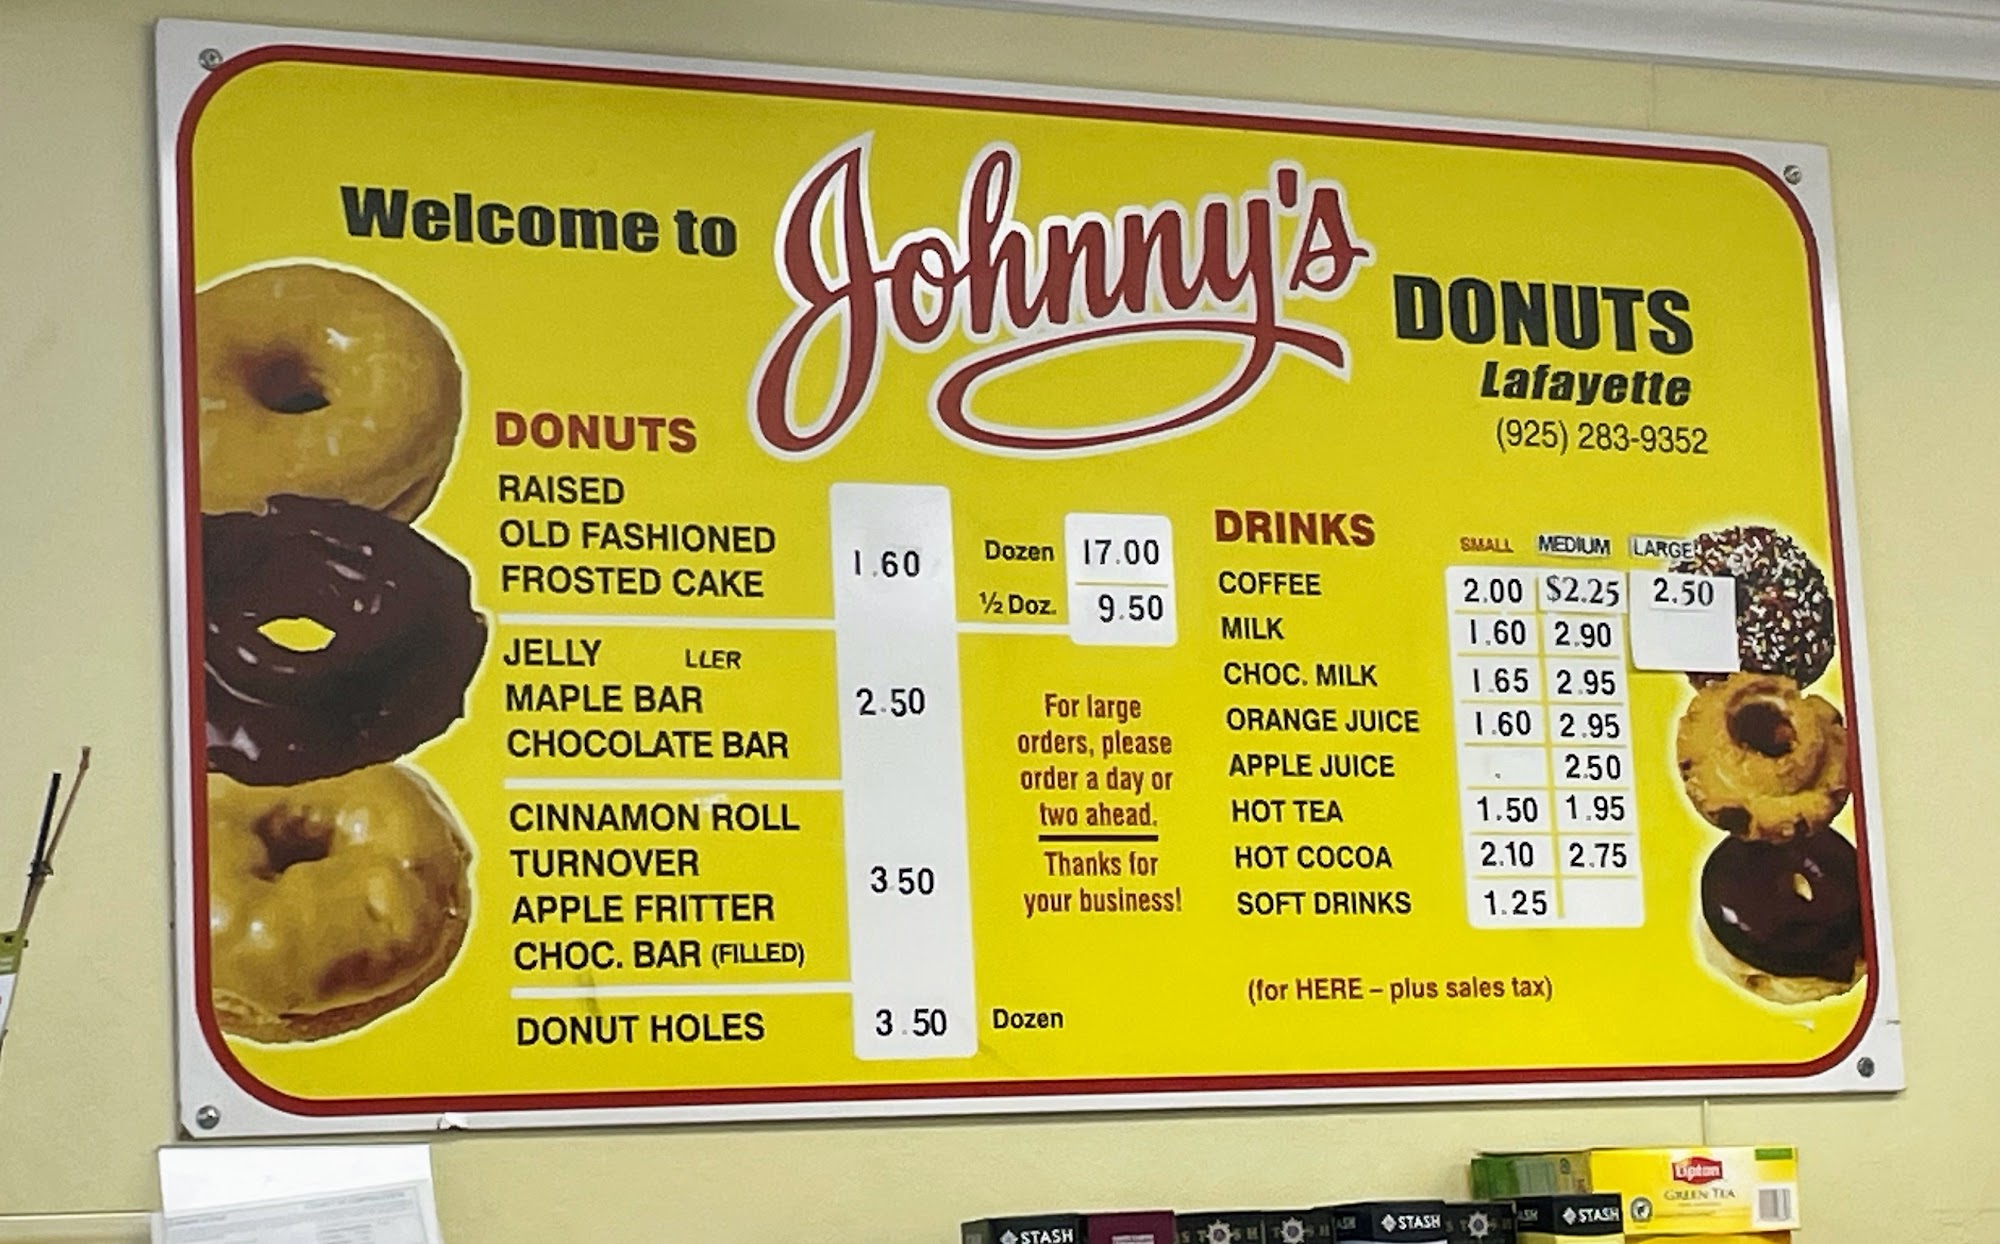 Welcome to Johnny's DONUTS
Lafayette
(925) 283-9352
DONUTS
RAISED
OLD FASHIONED
FROSTED CAKE
1.60
Dozen 17.00
½ Doz. 9.50
JELLY LLER
MAPLE BAR
CHOCOLATE BAR
2.50
CINNAMON ROLL
TURNOVER
APPLE FRITTER
CHOC. BAR (FILLED)
3.50
DONUT HOLES 3.50 Dozen
For large
orders, please
order a day or
two ahead.
Thanks for
your business!
DRINKS SMALL MEDIUM LARGE
COFFEE 2.00 $2.25 2.50
MILK 1.60 2.90
CHOC. MILK 1.65 2.95
ORANGE JUICE 1.60 2.95
APPLE JUICE . 2.50
HOT TEA 1.50 1.95
HOT COCOA 2.10 2.75
SOFT DRINKS 1.25
(for HERE – plus sales tax)
Lipton
GREEN TEA
STASH
STASH
STASH